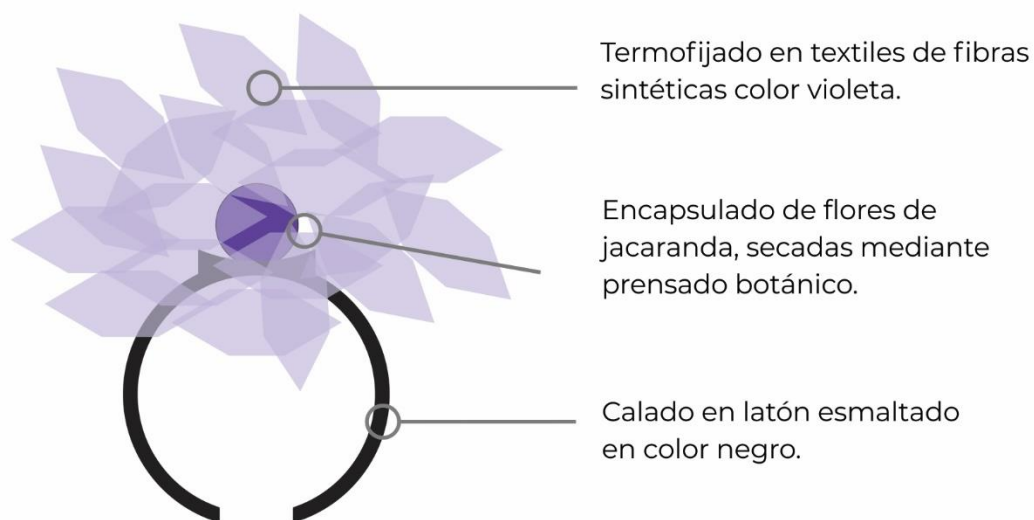 Termofijado en textiles de fibras
sintéticas color violeta.
Encapsulado de flores de
jacaranda, secadas mediante
prensado botánico.
Calado en latón esmaltado
en color negro.